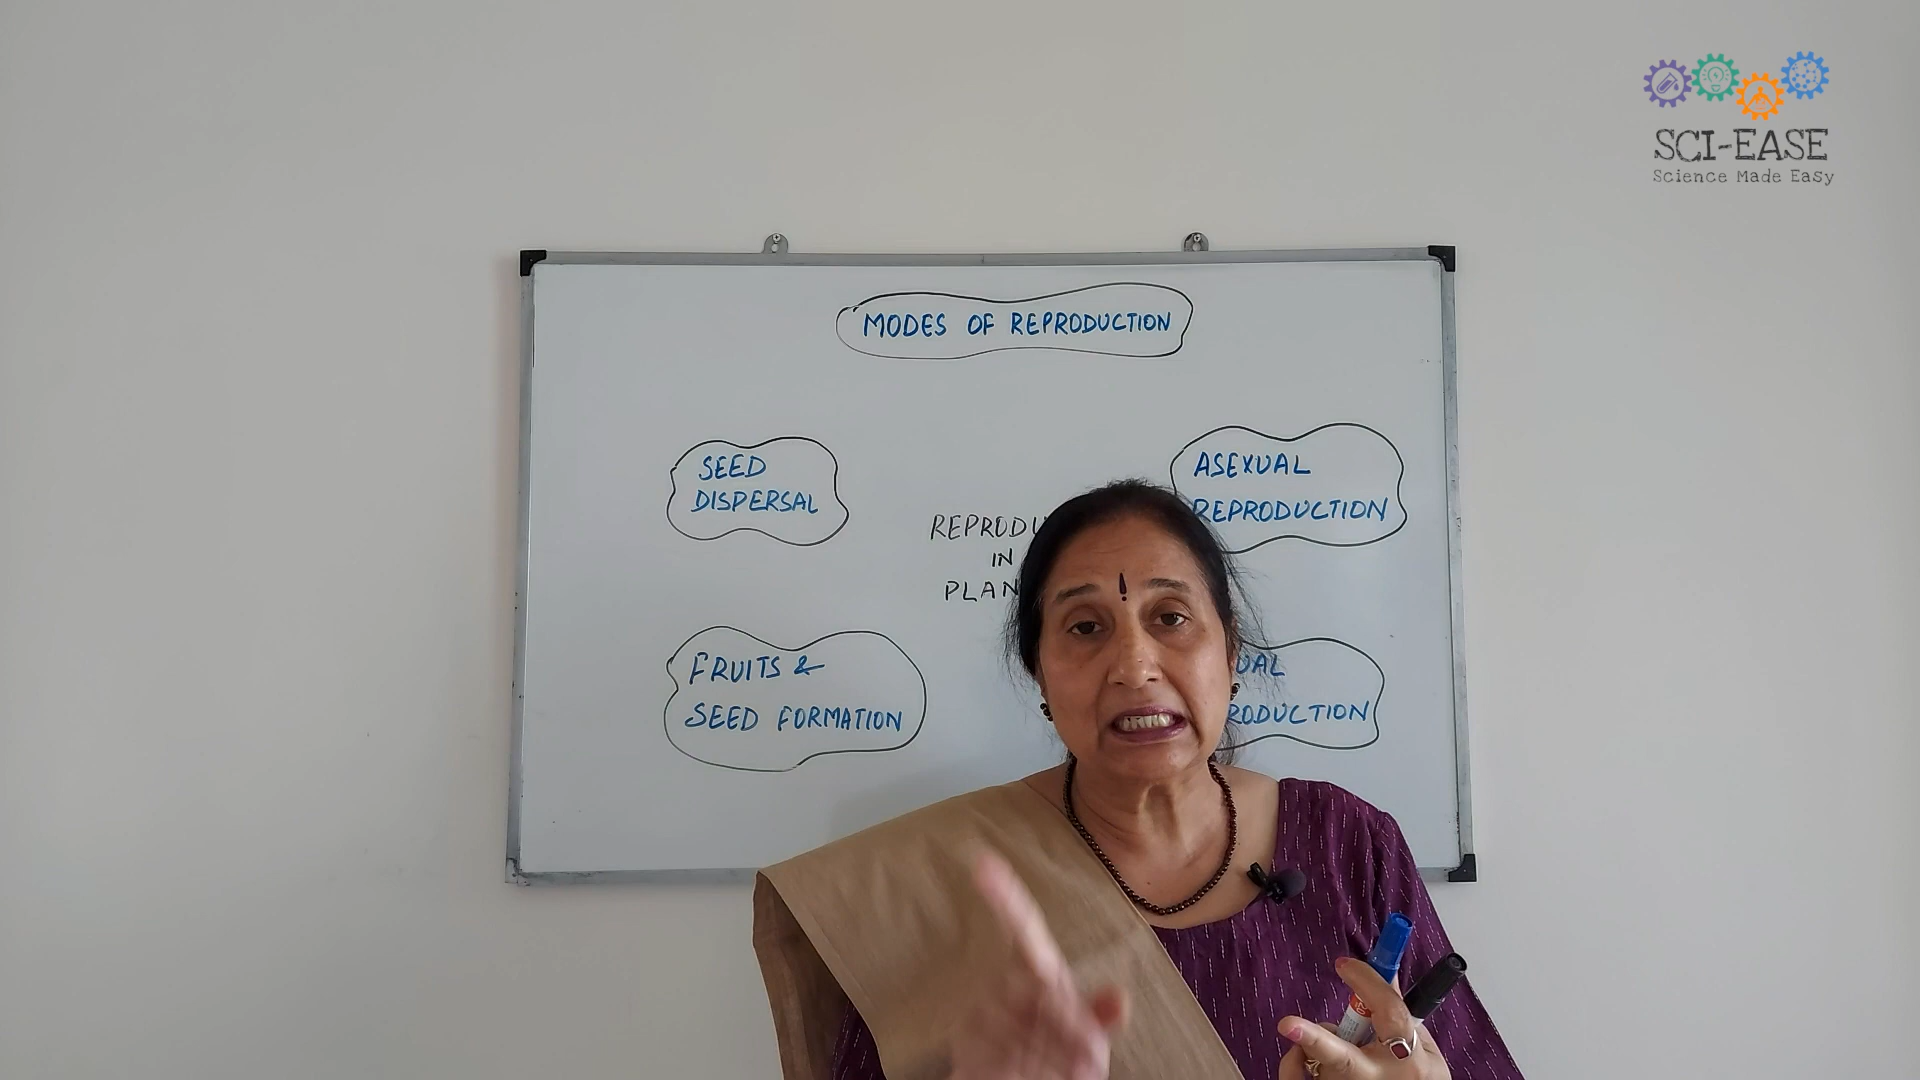 SCI-EASE
Science Made Easy
MODES OF REPRODUCTION
SEED
DISPERSAL
ASEXUAL
REPRODUCTION
IN
FRUITS &
SEED FORMATION